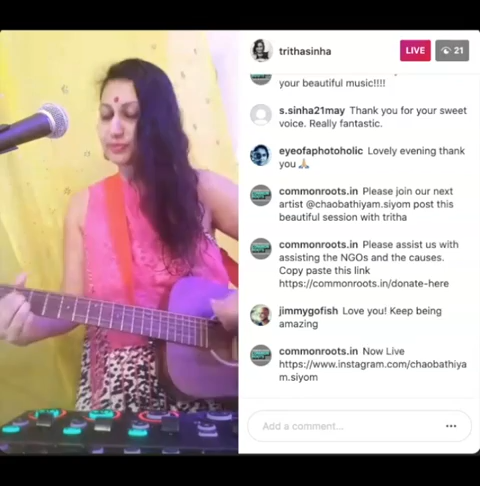 trithasinha
LIVE
21
your beautiful music!!!!
s.sinha21may Thank you for your sweet
voice. Really fantastic.
eyeofaphotoholic Lovely evening thank
you 🙏
commonroots.in Please join our next
artist @chaobathiyam.siyom post this
beautiful session with tritha
commonroots.in Please assist us with
assisting the NGOs and the causes.
Copy paste this link
https://commonroots.in/donate-here
jimmygofish Love you! Keep being
amazing
commonroots.in Now Live
https://www.instagram.com/chaobathiya
m.siyom
Add a comment...